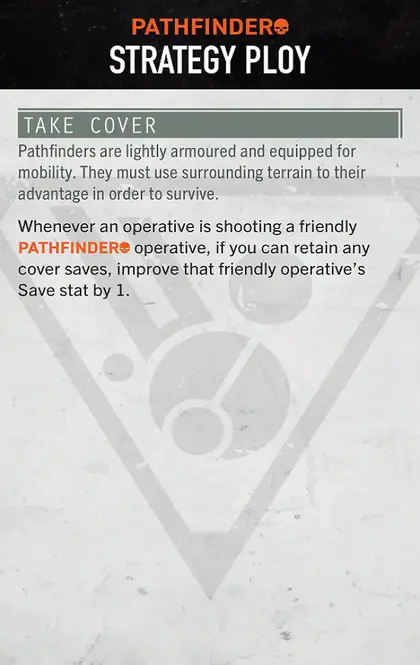 PATHFINDER
STRATEGY PLOY
TAKE COVER
Pathfinders are lightly armoured and equipped for
mobility. They must use surrounding terrain to their
advantage in order to survive.
Whenever an operative is shooting a friendly
PATHFINDER operative, if you can retain any
cover saves, improve that friendly operative’s
Save stat by 1.